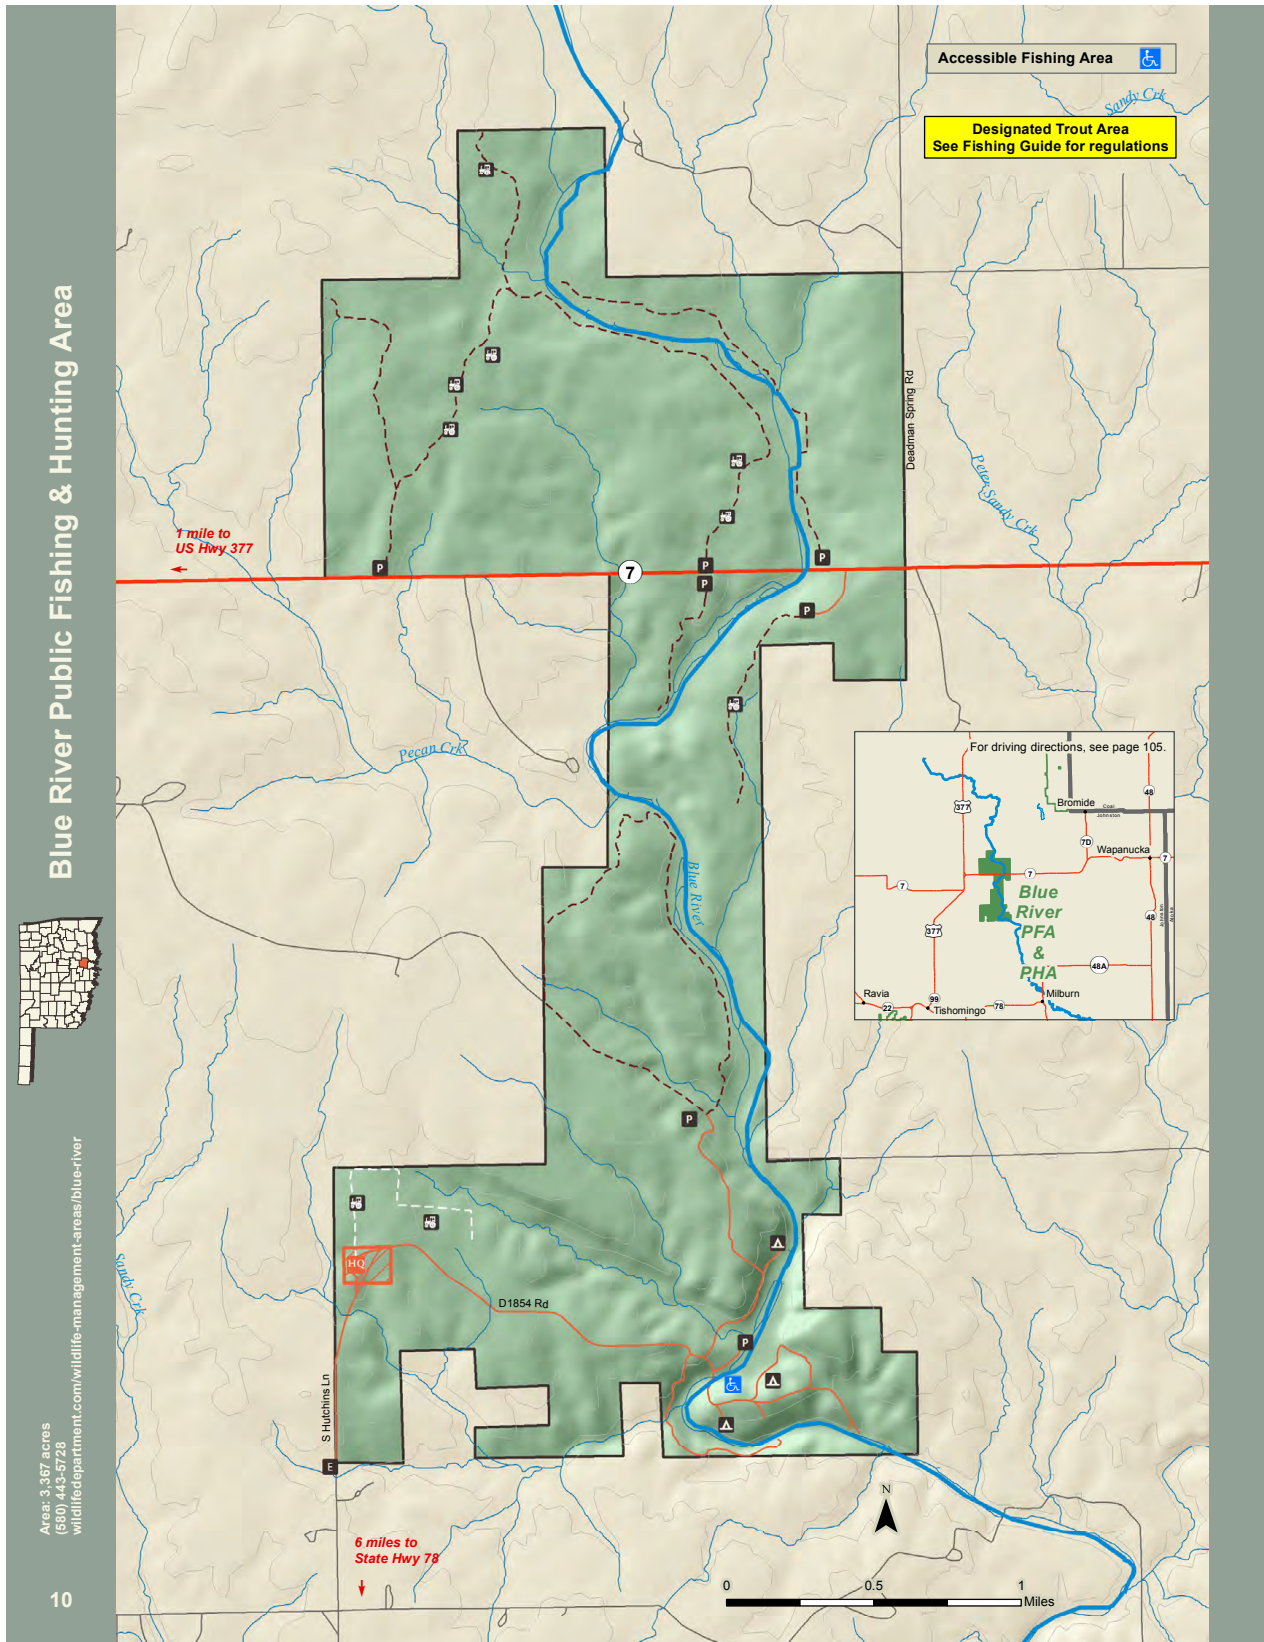 Blue River Public Fishing & Hunting Area
Area: 3,367 acres
(580) 443-5728
wildlifedepartment.com/wildlife-management-areas/blue-river
10
Accessible Fishing Area
Designated Trout Area
See Fishing Guide for regulations
Sandy Crk
Deadman Spring Rd
Peter Sandy Crk
1 mile to
US Hwy 377
P
P
P
P
7
P
Pecan Crk
Blue River
For driving directions, see page 105.
377
48
Bromide
Coal
Johnston
7D
Wapanucka
7
7
7
Blue
River
PFA
&
PHA
377
48
Johnston
Atoka
48A
Ravia
22
99
Tishomingo
78
Milburn
P
HQ
D1854 Rd
P
Sandy Crk
S Hutchins Ln
E
N
6 miles to
State Hwy 78
0
0.5
1
Miles